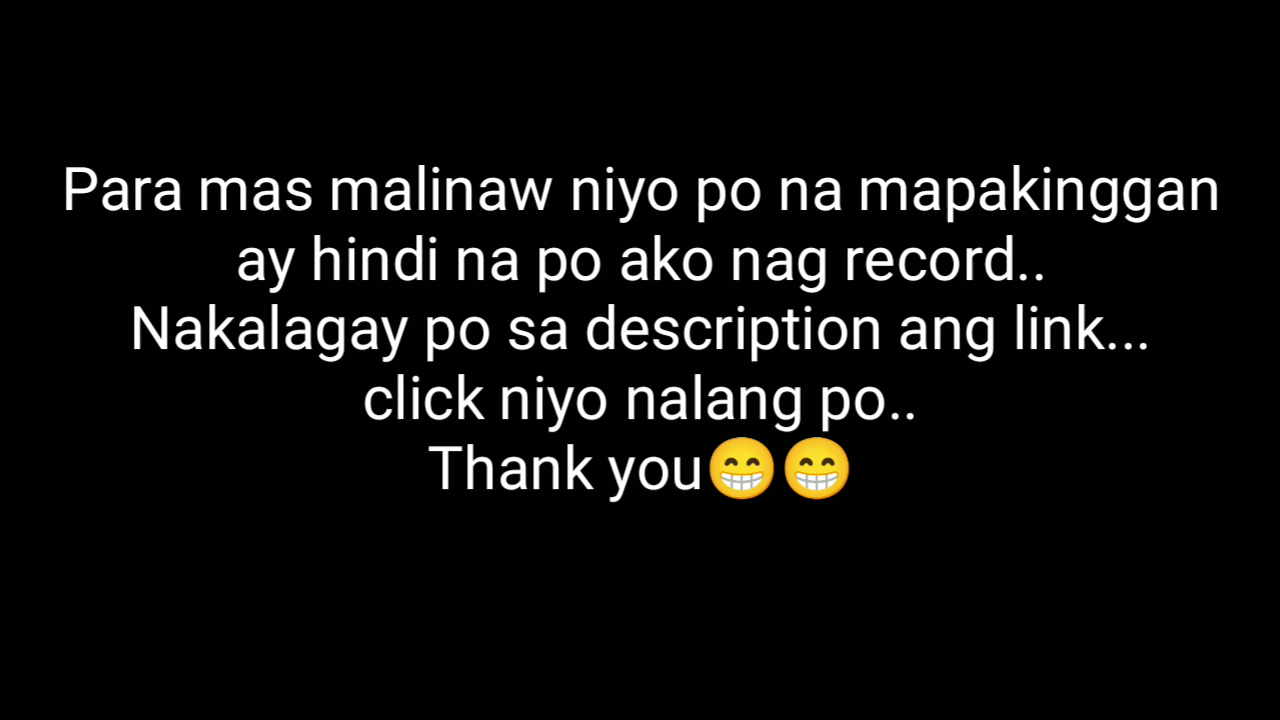 Para mas malinaw niyo po na mapakinggan
ay hindi na po ako nag record..
Nakalagay po sa description ang link...
click niyo nalang po..
Thank you😁😁